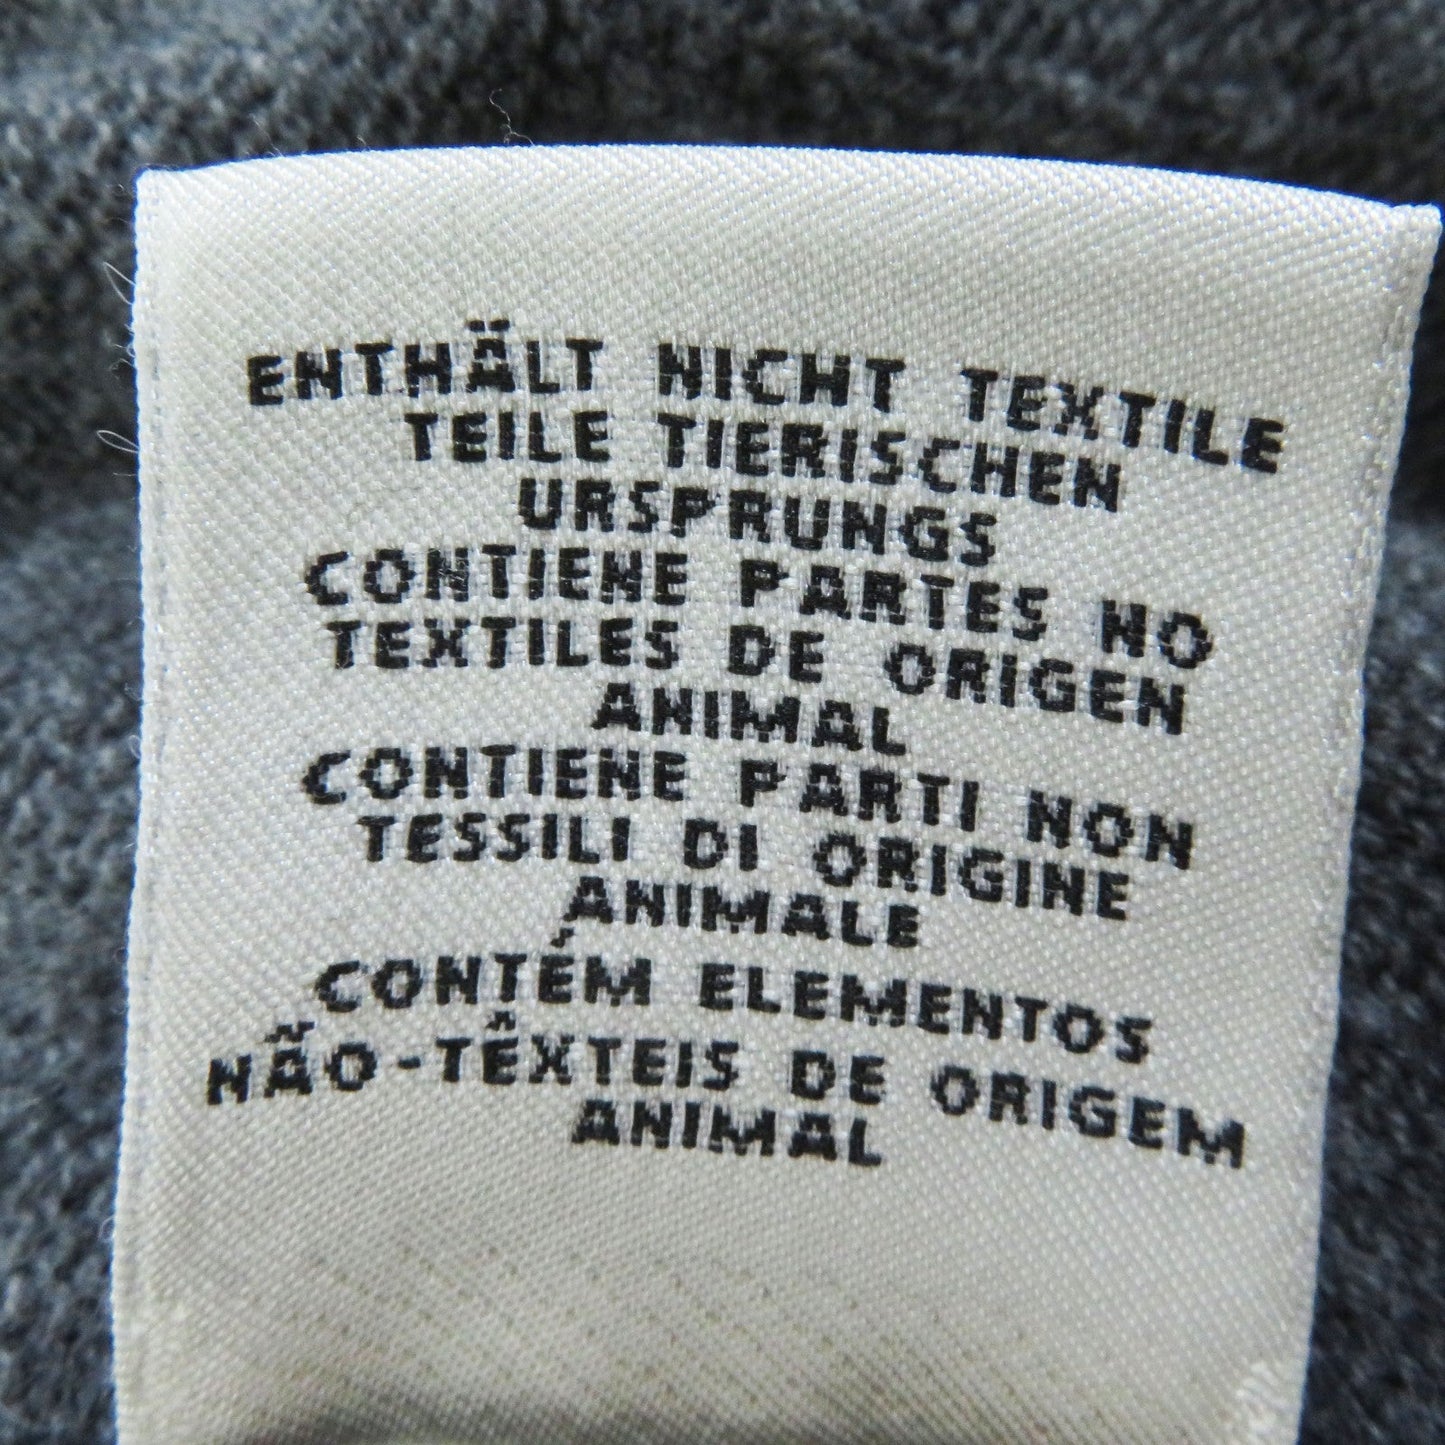 ENTHÄLT NICHT TEXTILE
TEILE TIERISCHEN
URSPRUNGS
CONTIENE PARTES NO
TEXTILES DE ORIGEN
ANIMAL
CONTIENE PARTI NON
TESSILI DI ORIGINE
ANIMALE
CONTÉM ELEMENTOS
NÃO-TÊXTEIS DE ORIGEM
ANIMAL